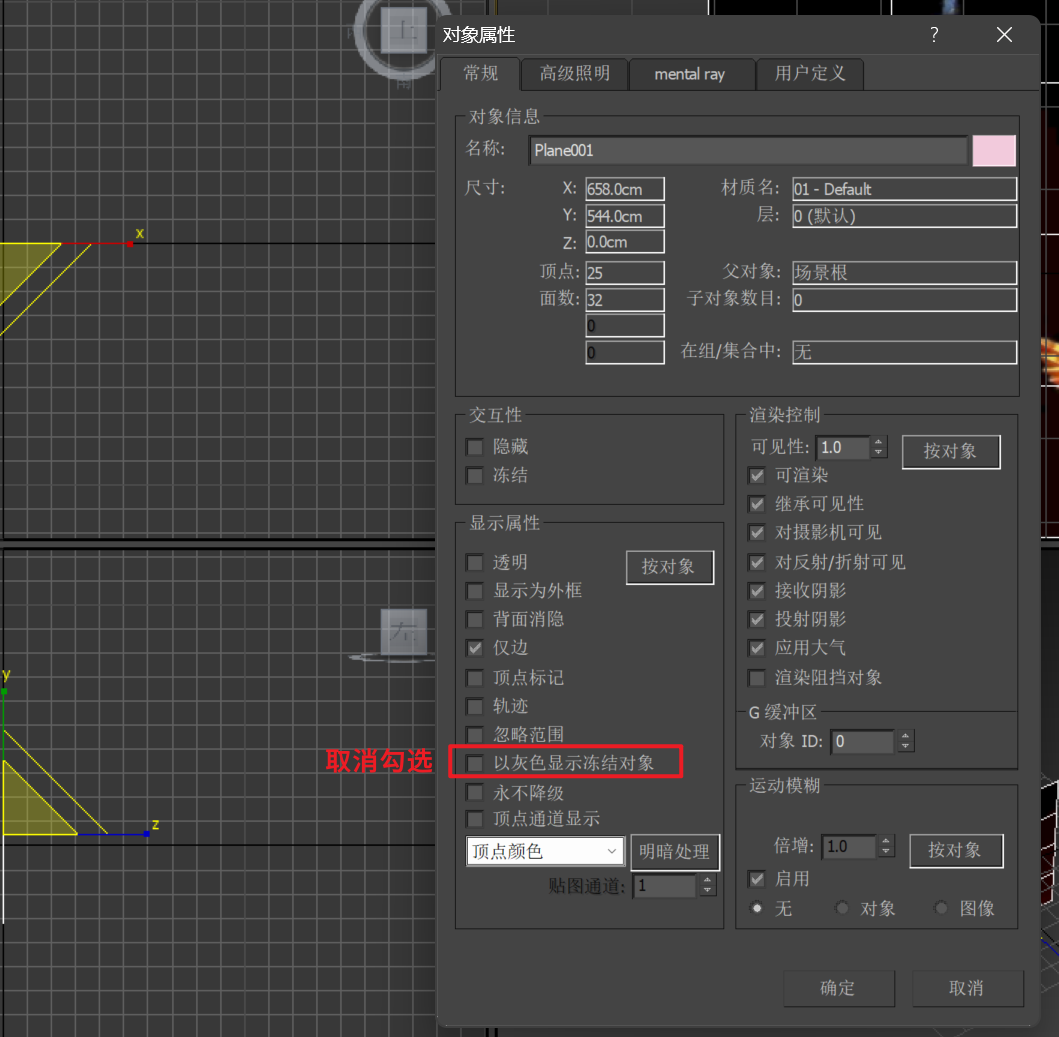 上
南
对象属性
?
常规 高级照明 mental ray 用户定义
对象信息
名称: Plane001
尺寸: X: 658.0cm 材质名: 01 - Default
Y: 544.0cm 层: 0 (默认)
Z: 0.0cm
顶点: 25 父对象: 场景根
面数: 32 子对象数目: 0
0
0 在组/集合中: 无
x
交互性
隐藏
冻结
渲染控制
可见性: 1.0 按对象
可渲染
继承可见性
对摄影机可见
对反射/折射可见
接收阴影
投射阴影
应用大气
渲染阻挡对象
显示属性
透明 按对象
显示为外框
背面消隐
仅边
顶点标记
轨迹
忽略范围
取消勾选 以灰色显示冻结对象
永不降级
顶点通道显示
顶点颜色 明暗处理
贴图通道: 1
G 缓冲区
对象 ID: 0
运动模糊
倍增: 1.0 按对象
启用
无 对象 图像
左
y
z
确定 取消